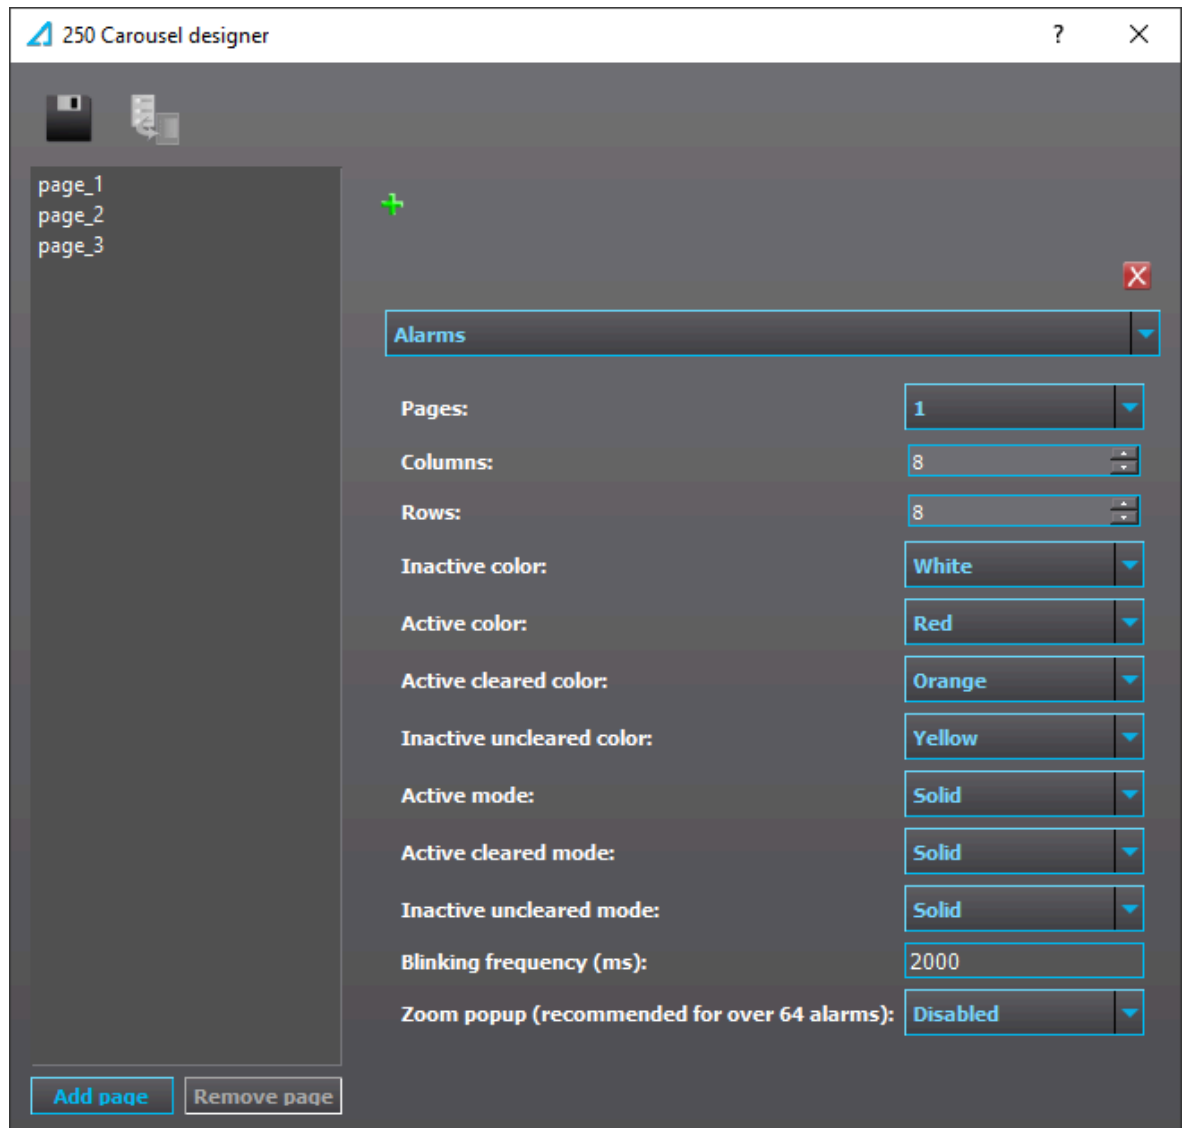 250 Carousel designer
?
page_1
page_2
page_3
Alarms
Pages: 1
Columns: 8
Rows: 8
Inactive color: White
Active color: Red
Active cleared color: Orange
Inactive uncleared color: Yellow
Active mode: Solid
Active cleared mode: Solid
Inactive uncleared mode: Solid
Blinking frequency (ms): 2000
Zoom popup (recommended for over 64 alarms): Disabled
Add page Remove page